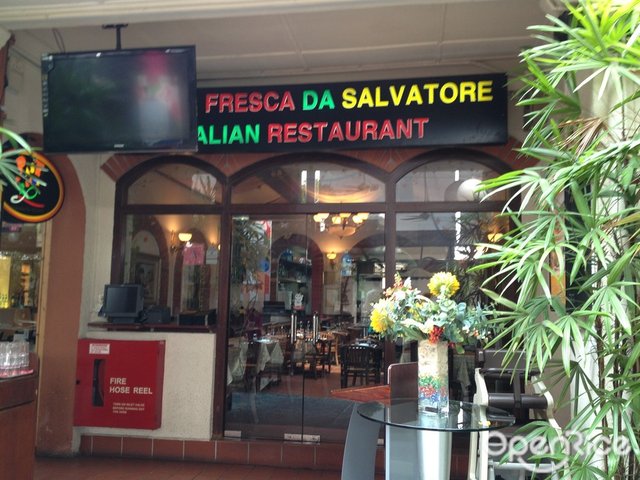 FRESCA DA SALVATORE
ALIAN RESTAURANT
FIRE
HOSE REEL
OpenRice